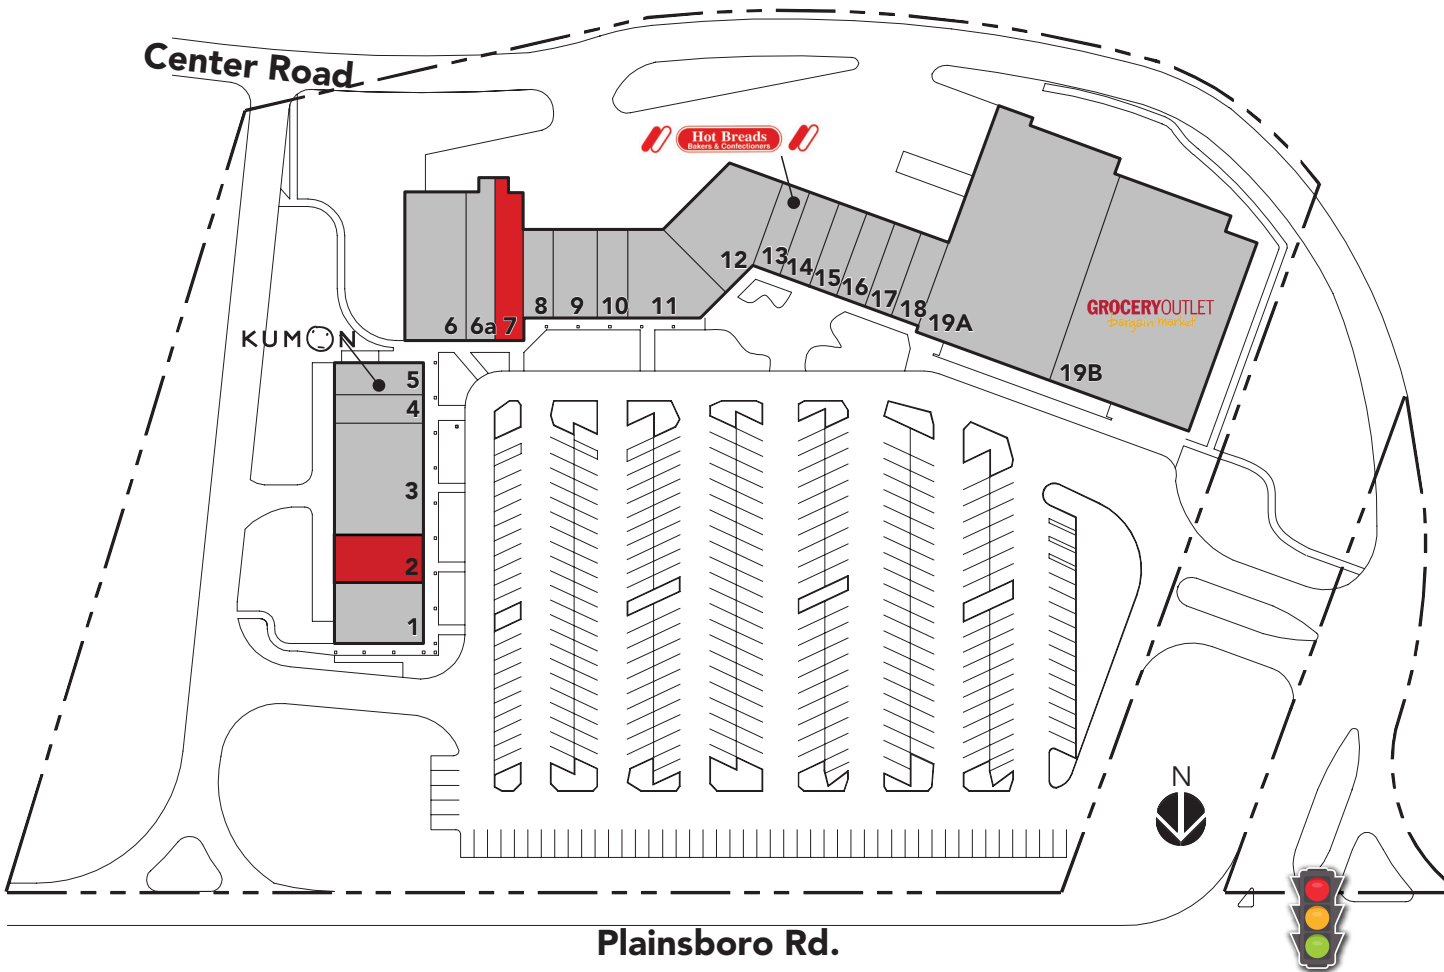 Center Road
Hot Breads
Bakers & Confectioners
KUMON
6
6a
7
8
9
10
11
12
13
14
15
16
17
18
19A
GROCERYOUTLET
bargain market
19B
5
4
3
2
1
N
Plainsboro Rd.